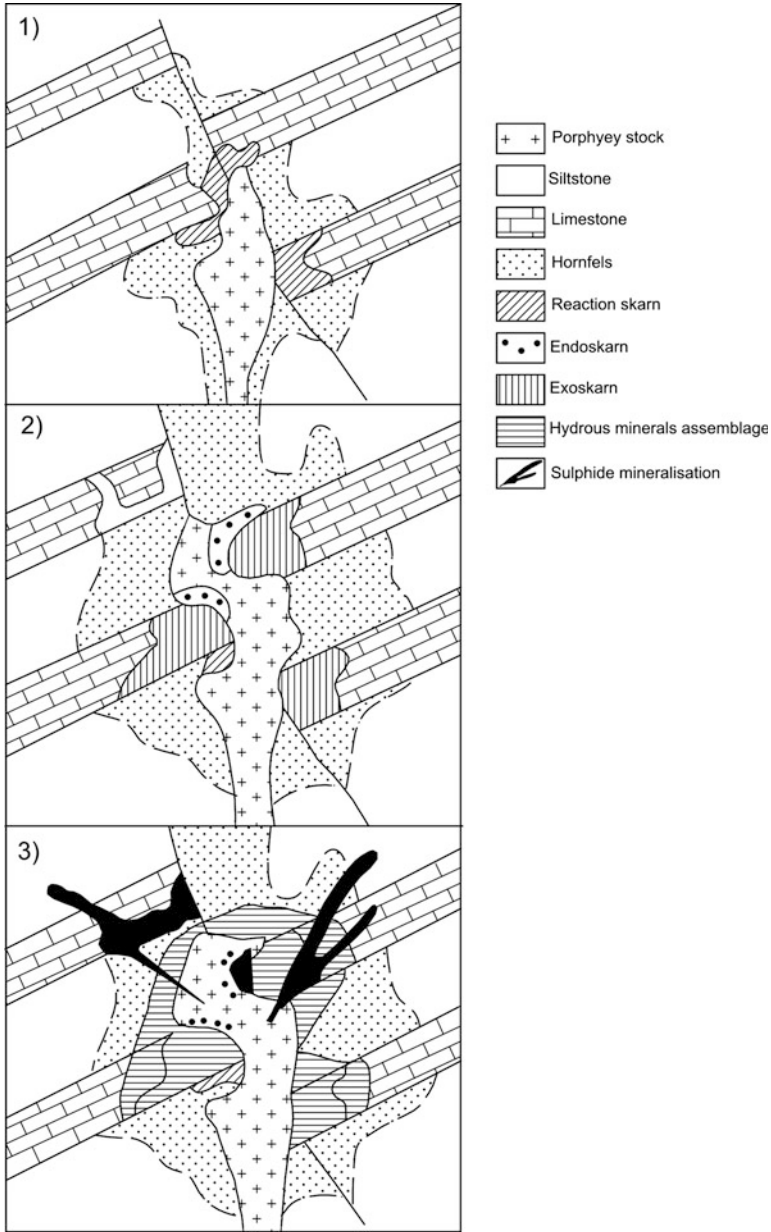 1)
2)
3)
Porphyey stock
Siltstone
Limestone
Hornfels
Reaction skarn
Endoskarn
Exoskarn
Hydrous minerals assemblage
Sulphide mineralisation